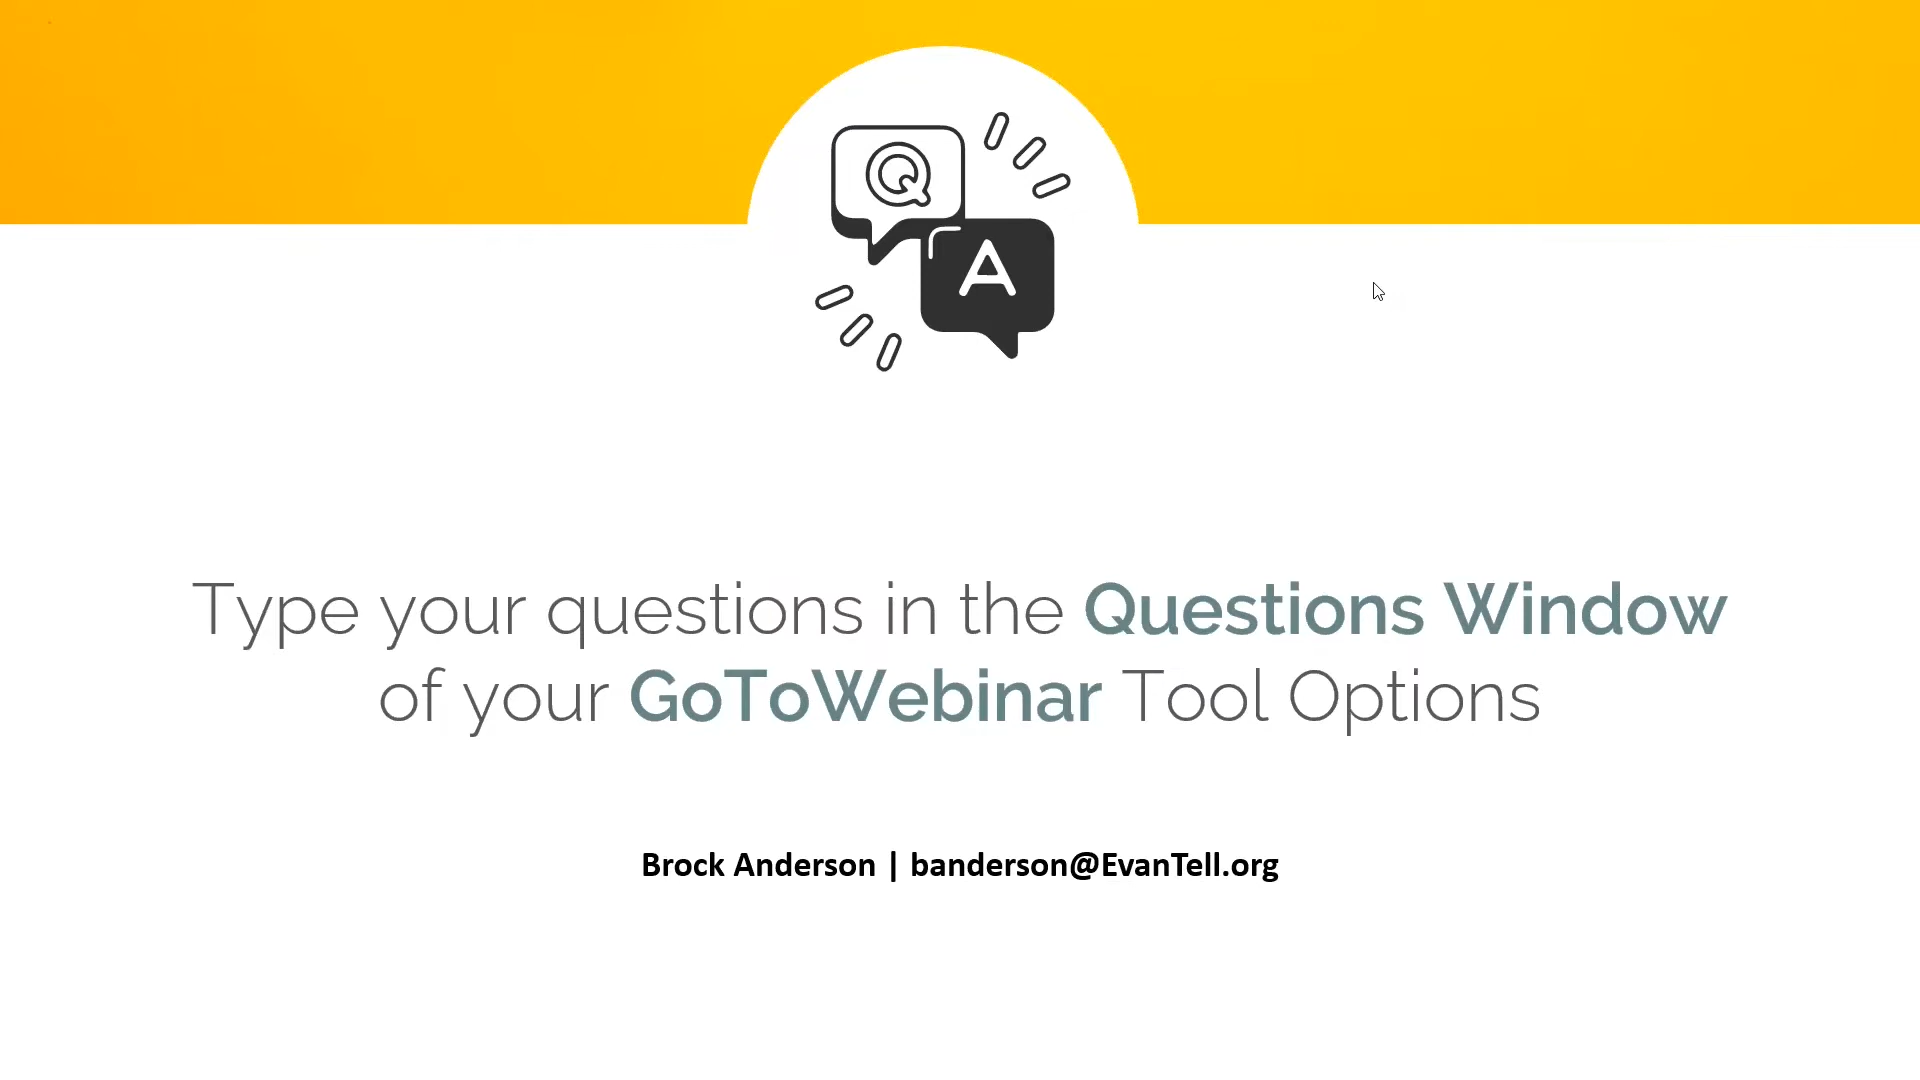 Q
A
Type your questions in the Questions Window
of your GoToWebinar Tool Options
Brock Anderson | banderson@EvanTell.org